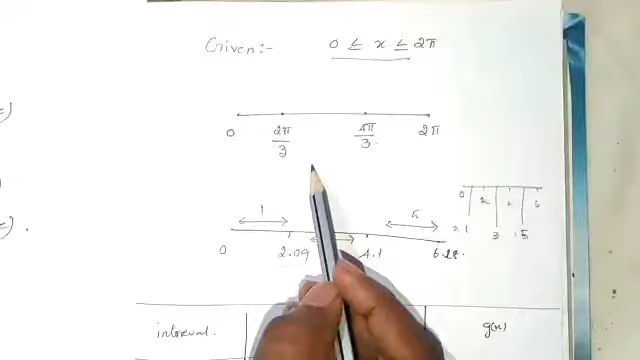 Given:- 0 ≤ x ≤ 2π
0 2π/3 4π/3 2π
1 5
0 2.09 4.1 6.28.
0 2 4 6
1 3 5
interval. g(x)